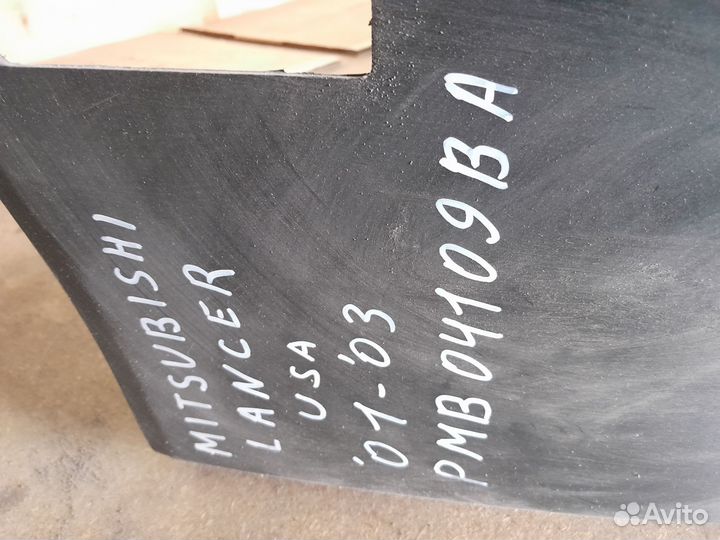 MITSUBISHI
LANCER
USA
'01-'03
PMB04109BA
Avito